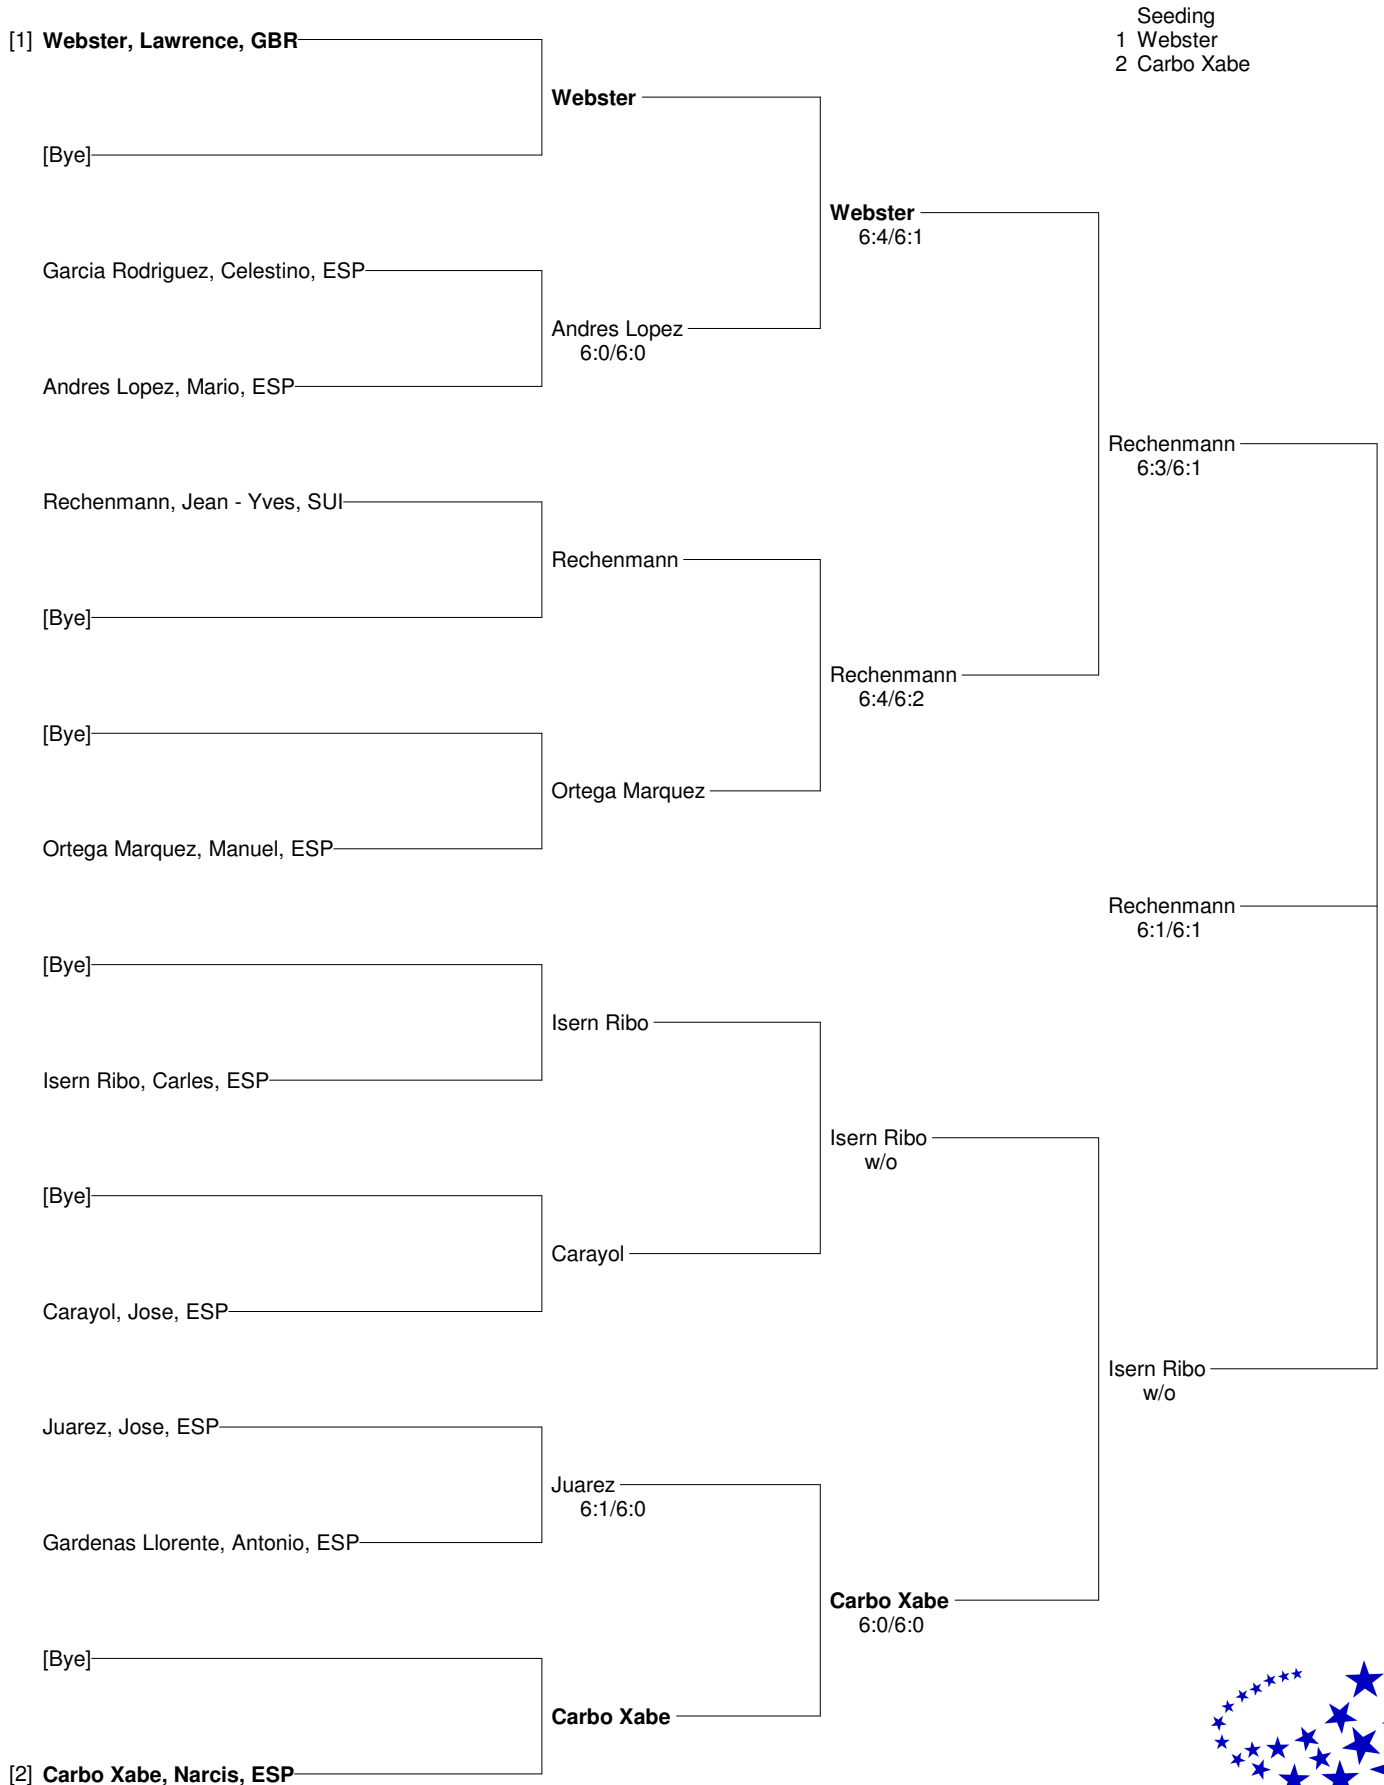 Seeding
1 Webster
2 Carbo Xabe
[1] Webster, Lawrence, GBR
Webster
[Bye]
Webster
6:4/6:1
Garcia Rodriguez, Celestino, ESP
Andres Lopez
6:0/6:0
Andres Lopez, Mario, ESP
Rechenmann
6:3/6:1
Rechenmann, Jean - Yves, SUI
Rechenmann
[Bye]
Rechenmann
6:4/6:2
[Bye]
Ortega Marquez
Ortega Marquez, Manuel, ESP
Rechenmann
6:1/6:1
[Bye]
Isern Ribo
Isern Ribo, Carles, ESP
Isern Ribo
w/o
[Bye]
Carayol
Carayol, Jose, ESP
Isern Ribo
w/o
Juarez, Jose, ESP
Juarez
6:1/6:0
Gardenas Llorente, Antonio, ESP
Carbo Xabe
6:0/6:0
[Bye]
Carbo Xabe
[2] Carbo Xabe, Narcis, ESP